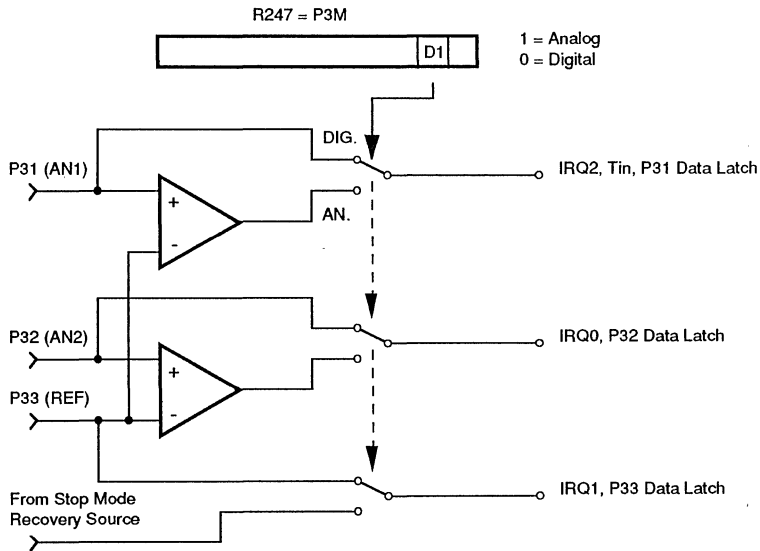 R247 = P3M
D1
1 = Analog
0 = Digital
DIG.
P31 (AN1)
IRQ2, Tin, P31 Data Latch
+
AN.
-
P32 (AN2)
IRQ0, P32 Data Latch
+
P33 (REF)
-
From Stop Mode
Recovery Source
IRQ1, P33 Data Latch